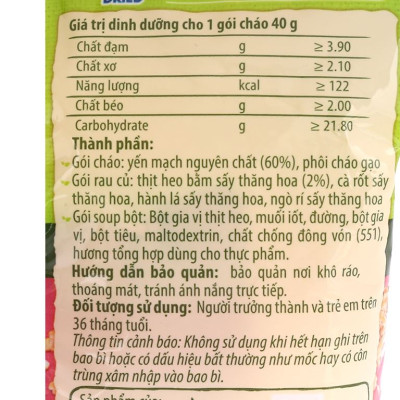 DRIED
Giá trị dinh dưỡng cho 1 gói cháo 40 g
Chất đạm g ≥ 3.90
Chất xơ g ≥ 2.10
Năng lượng kcal ≥ 122
Chất béo g ≥ 2.00
Carbohydrate g ≥ 21.80
Thành phần:
Gói cháo: yến mạch nguyên chất (60%), phôi cháo gạo
Gói rau củ: thịt heo bằm sấy thăng hoa (2%), cà rốt sấy
thăng hoa, hành lá sấy thăng hoa, ngò rí sấy thăng hoa
Gói soup bột: Bột gia vị thịt heo, muối iốt, đường, bột gia
vị, bột tiêu, maltodextrin, chất chống đông vón (551),
hương tổng hợp dùng cho thực phẩm.
Hướng dẫn bảo quản: bảo quản nơi khô ráo,
thoáng mát, tránh ánh nắng trực tiếp.
Đối tượng sử dụng: Người trưởng thành và trẻ em trên
36 tháng tuổi.
Thông tin cảnh báo: Không sử dụng khi hết hạn ghi trên
bao bì hoặc có dấu hiệu bất thường như mốc hay có côn
trùng xâm nhập vào bao bì.